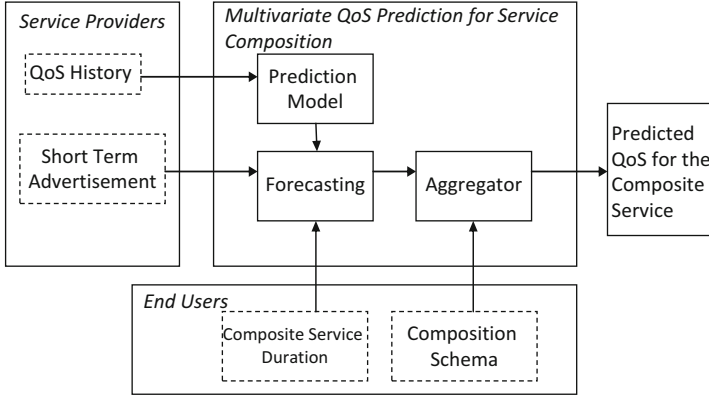 Service Providers
QoS History
Short Term
Advertisement
Multivariate QoS Prediction for Service
Composition
Prediction
Model
Forecasting
Aggregator
Predicted
QoS for the
Composite
Service
End Users
Composite Service
Duration
Composition
Schema